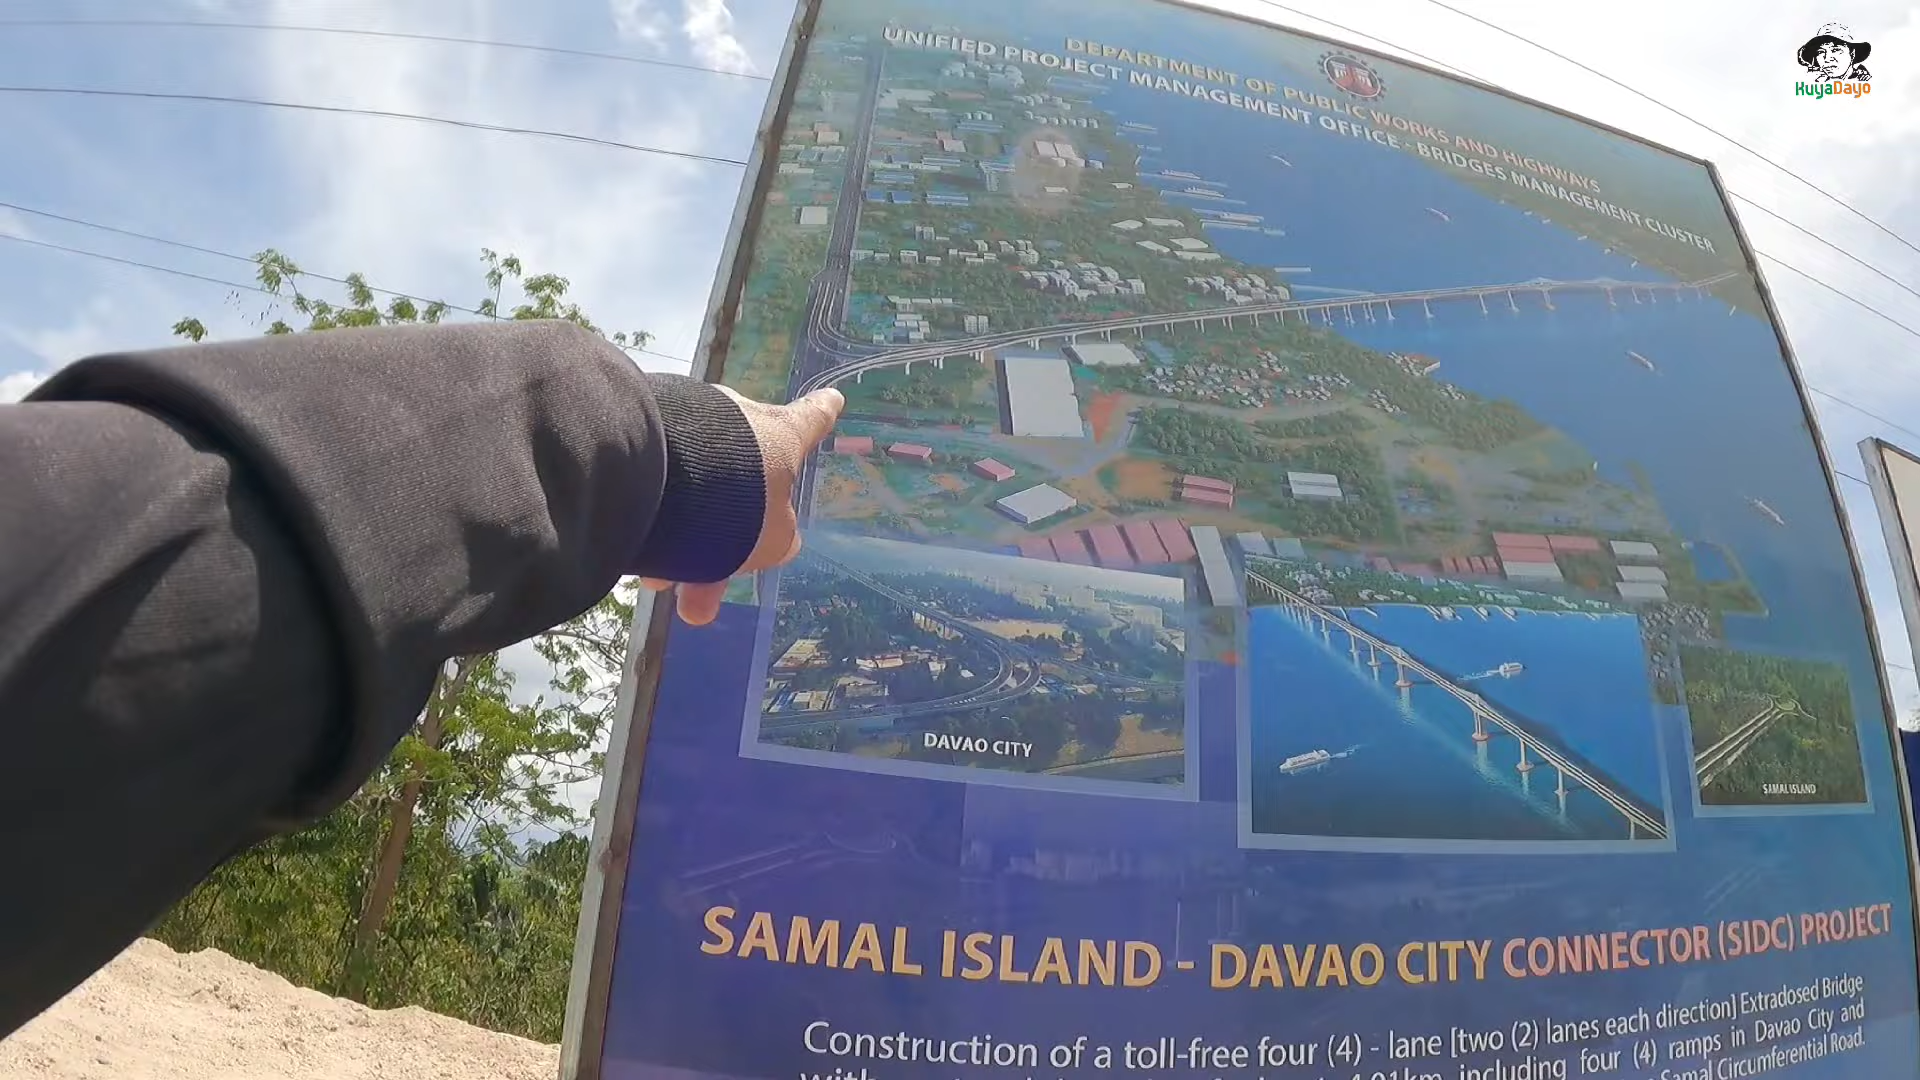 KuyaDayo
DEPARTMENT OF PUBLIC WORKS AND HIGHWAYS
UNIFIED PROJECT MANAGEMENT OFFICE - BRIDGES MANAGEMENT CLUSTER
DAVAO CITY
SAMAL ISLAND
SAMAL ISLAND - DAVAO CITY CONNECTOR (SIDC) PROJECT
Construction of a toll-free four (4) - lane [two (2) lanes each direction] Extradosed Bridge
including four (4) ramps in Davao City and
Samal Circumferential Road.